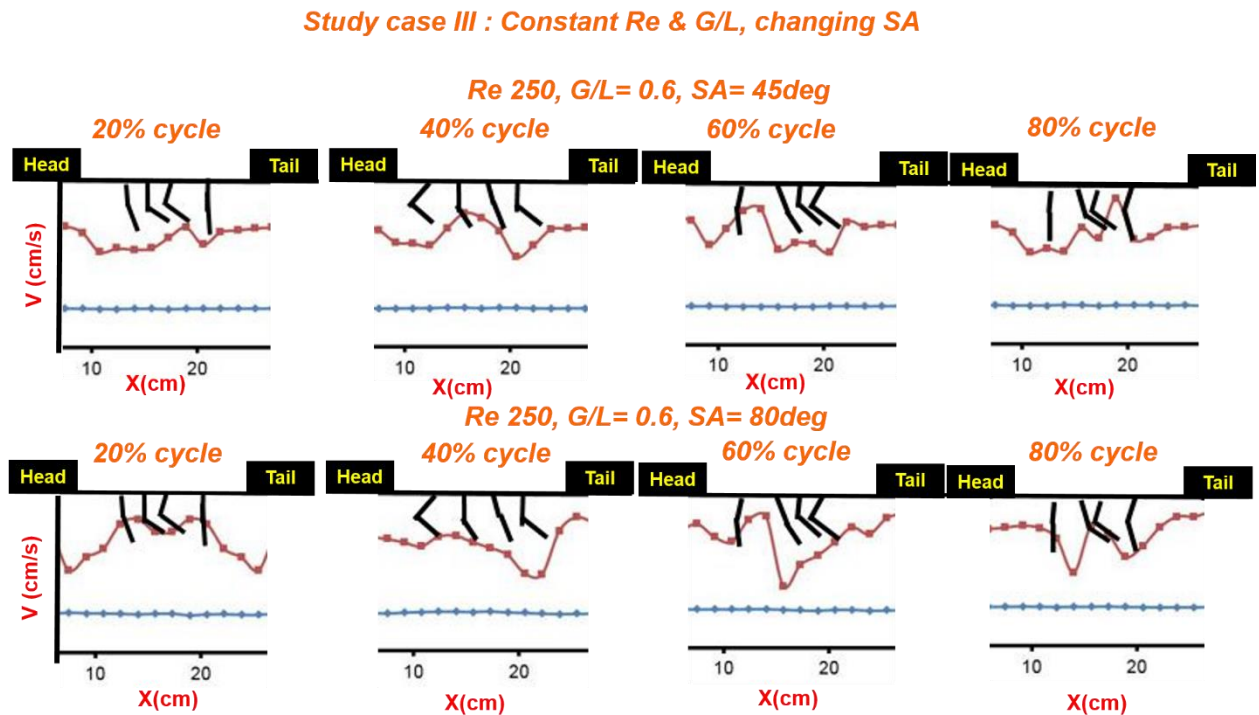 Study case III : Constant Re & G/L, changing SA
Re 250, G/L= 0.6, SA= 45deg
20% cycle 40% cycle 60% cycle 80% cycle
Head Tail Head Tail Head Tail Head Tail
V (cm/s)
10 20 10 20 10 20 10 20
X(cm) X(cm) X(cm) X(cm)
Re 250, G/L= 0.6, SA= 80deg
20% cycle 40% cycle 60% cycle 80% cycle
Head Tail Head Tail Head Tail Head Tail
V (cm/s)
10 20 10 20 10 20 10 20
X(cm) X(cm) X(cm) X(cm)